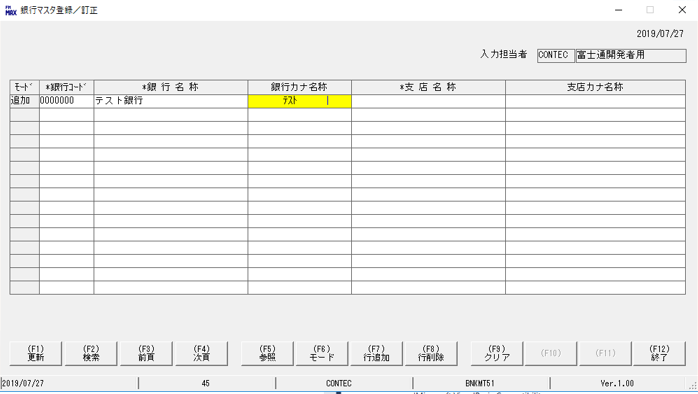 FM MAX 銀行マスタ登録／訂正
2019/07/27
入力担当者 CONTEC 富士通開発者用
ﾓｰﾄﾞ *銀行ｺｰﾄﾞ *銀 行 名 称 銀行カナ名称 *支 店 名 称 支店カナ名称
追加 0000000 テスト銀行 ﾃｽﾄ
(F1) (F2) (F3) (F4) (F5) (F6) (F7) (F8) (F9) (F10) (F11) (F12)
更新 検索 前頁 次頁 参照 モード 行追加 行削除 クリア 終了
2019/07/27 45 CONTEC BNKMT51 Ver.1.00